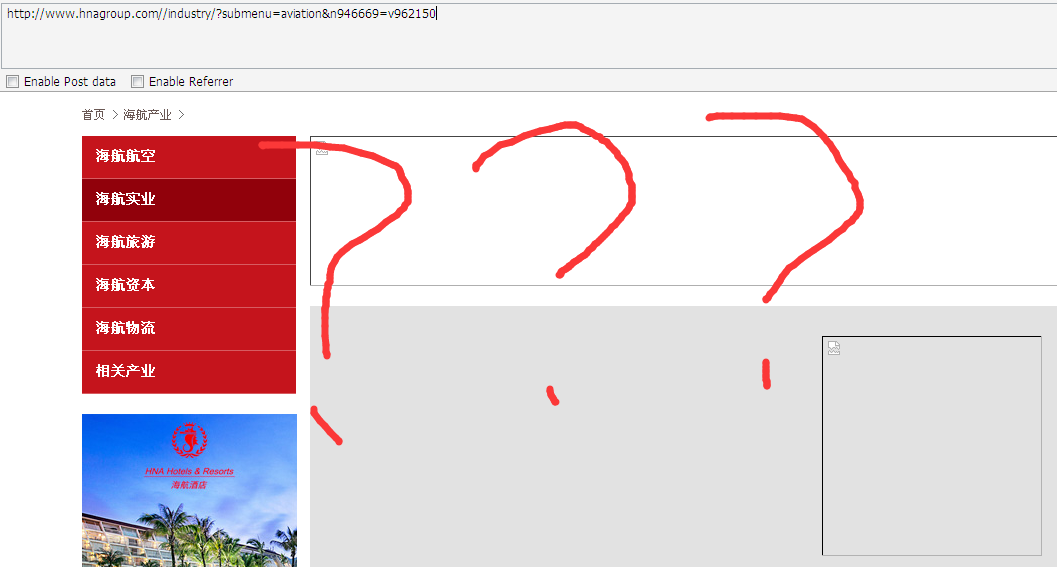 http://www.hnagroup.com//industry/?submenu=aviation&n946669=v962150
Enable Post data Enable Referrer
首页 > 海航产业 >
海航航空
海航实业
海航旅游
海航资本
海航物流
相关产业
HNA Hotels & Resorts
海航酒店
???